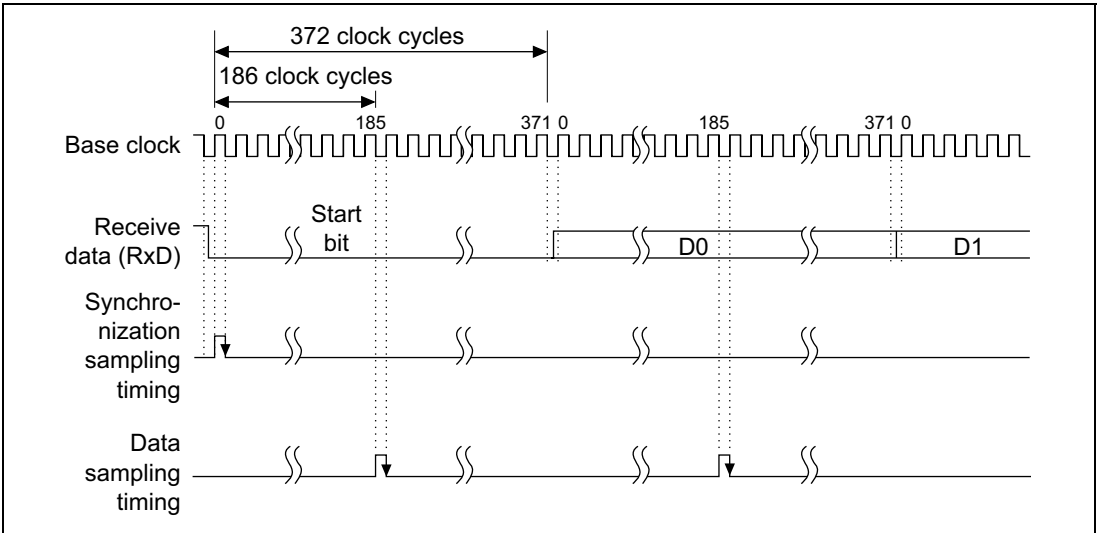 372 clock cycles
186 clock cycles
0 185 371 0 185 371 0
Base clock
Receive
data (RxD)
Start
bit
D0 D1
Synchro-
nization
sampling
timing
Data
sampling
timing